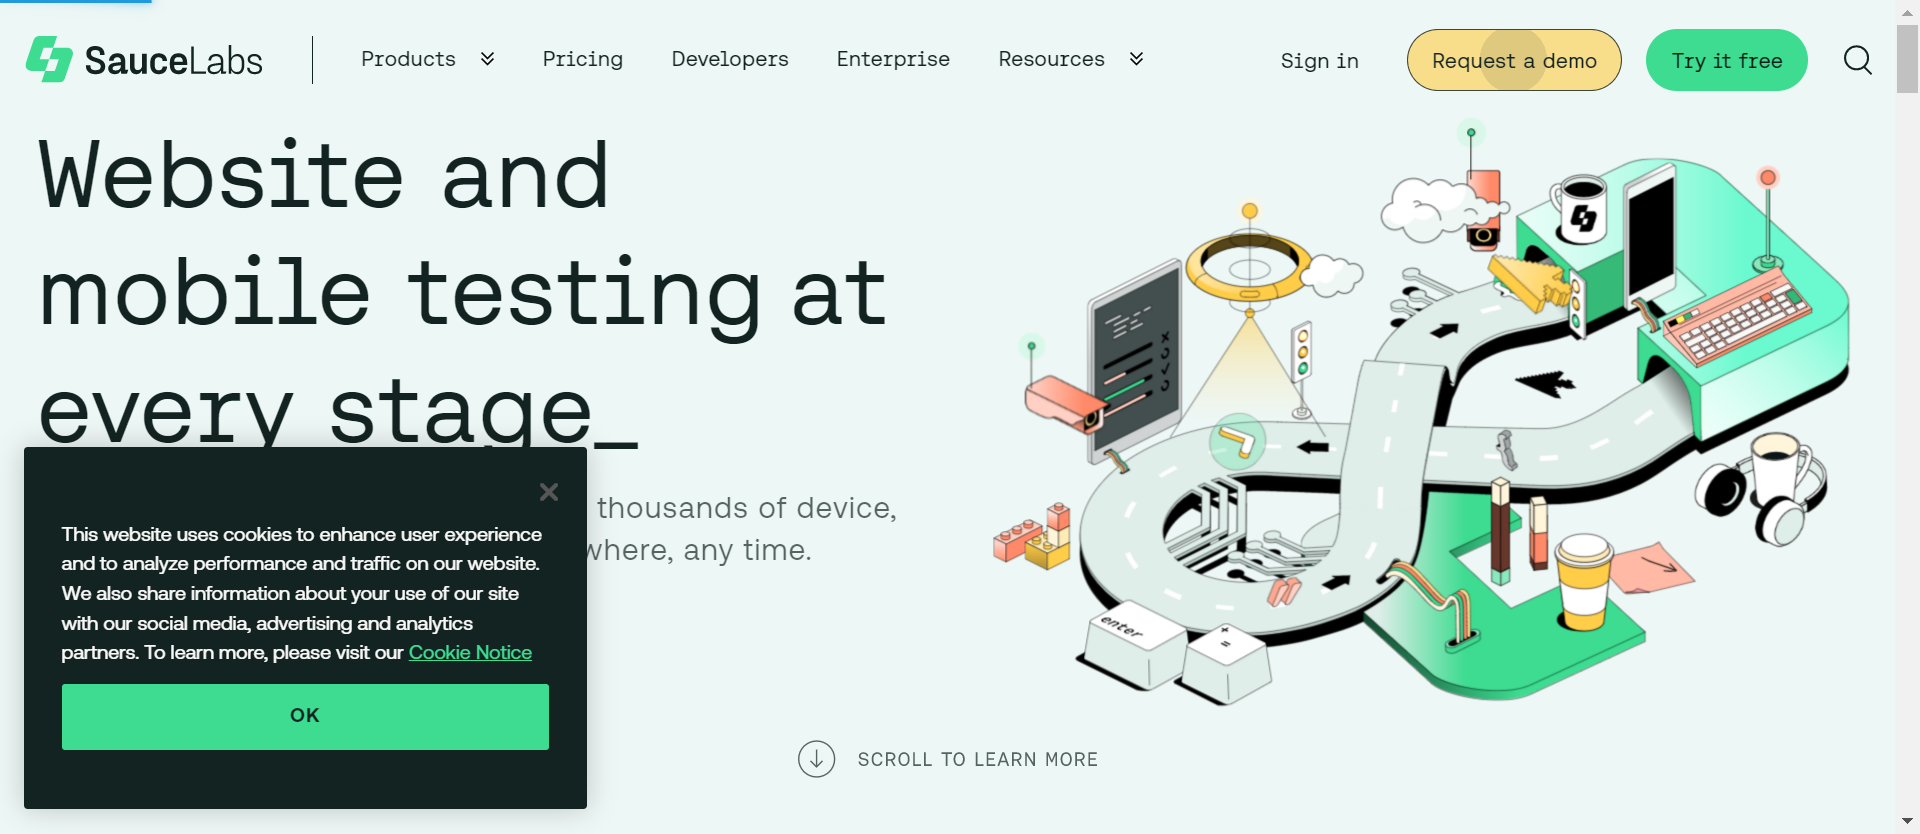 SauceLabs
Products
Pricing
Developers
Enterprise
Resources
Sign in
Request a demo
Try it free
Website and
mobile testing at
every stage_
thousands of device,
where, any time.
This website uses cookies to enhance user experience
and to analyze performance and traffic on our website.
We also share information about your use of our site
with our social media, advertising and analytics
partners. To learn more, please visit our Cookie Notice
OK
enter
+
=
SCROLL TO LEARN MORE